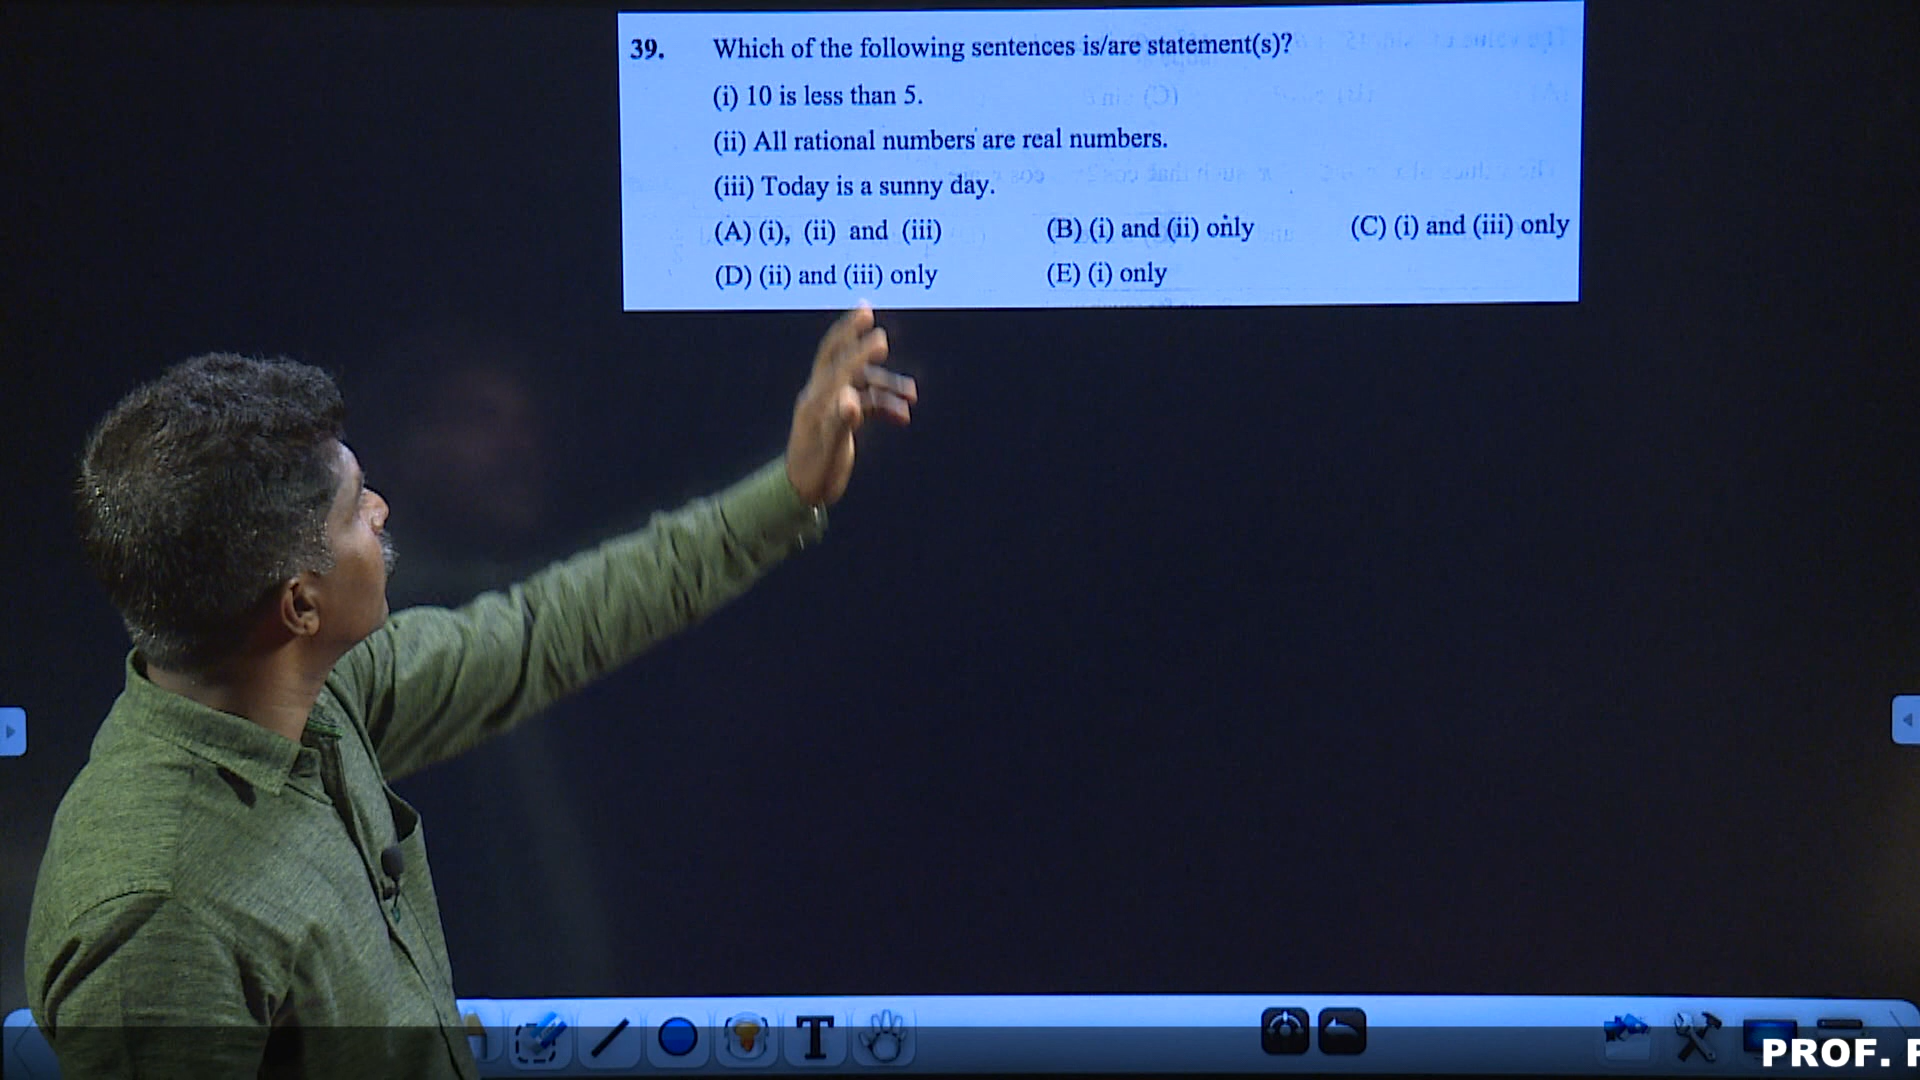 39. Which of the following sentences is/are statement(s)?
(i) 10 is less than 5.
(ii) All rational numbers are real numbers.
(iii) Today is a sunny day.
(A) (i), (ii) and (iii) (B) (i) and (ii) only (C) (i) and (iii) only
(D) (ii) and (iii) only (E) (i) only
T
PROF.